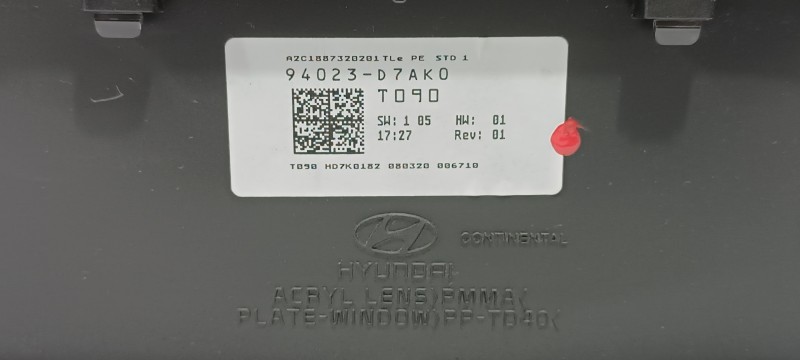 A2C1887320201TLe PE STD 1
94023-D7AK0
T090
SW: 1 05 HW: 01
17:27 Rev: 01
T090 HD7K0182 080320 006710
CONTINENTAL
HYUNDAI
ACRYL LENS>PMMA<
PLATE-WINDOW>PP-TD40<